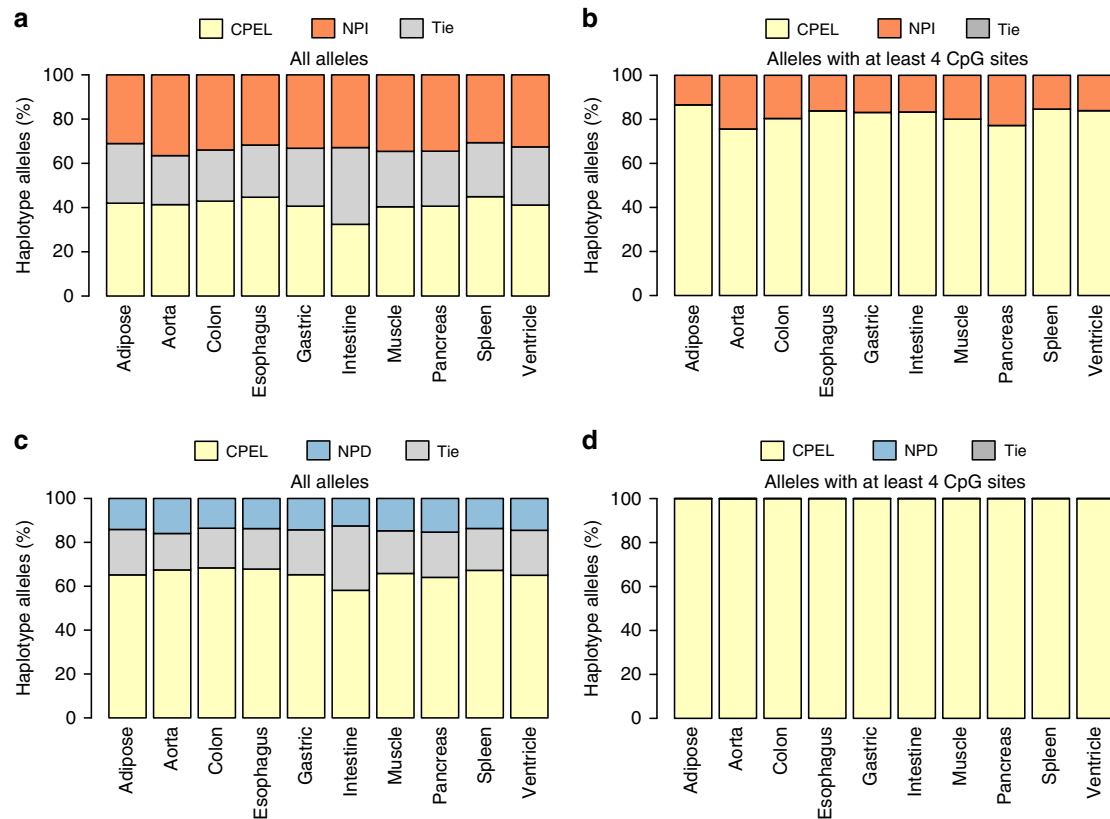 a
CPEL NPI Tie
All alleles
Haplotype alleles (%)
100
80
60
40
20
0
Adipose
Aorta
Colon
Esophagus
Gastric
Intestine
Muscle
Pancreas
Spleen
Ventricle
b
CPEL NPI Tie
Alleles with at least 4 CpG sites
Haplotype alleles (%)
100
80
60
40
20
0
Adipose
Aorta
Colon
Esophagus
Gastric
Intestine
Muscle
Pancreas
Spleen
Ventricle
c
CPEL NPD Tie
All alleles
Haplotype alleles (%)
100
80
60
40
20
0
Adipose
Aorta
Colon
Esophagus
Gastric
Intestine
Muscle
Pancreas
Spleen
Ventricle
d
CPEL NPD Tie
Alleles with at least 4 CpG sites
Haplotype alleles (%)
100
80
60
40
20
0
Adipose
Aorta
Colon
Esophagus
Gastric
Intestine
Muscle
Pancreas
Spleen
Ventricle